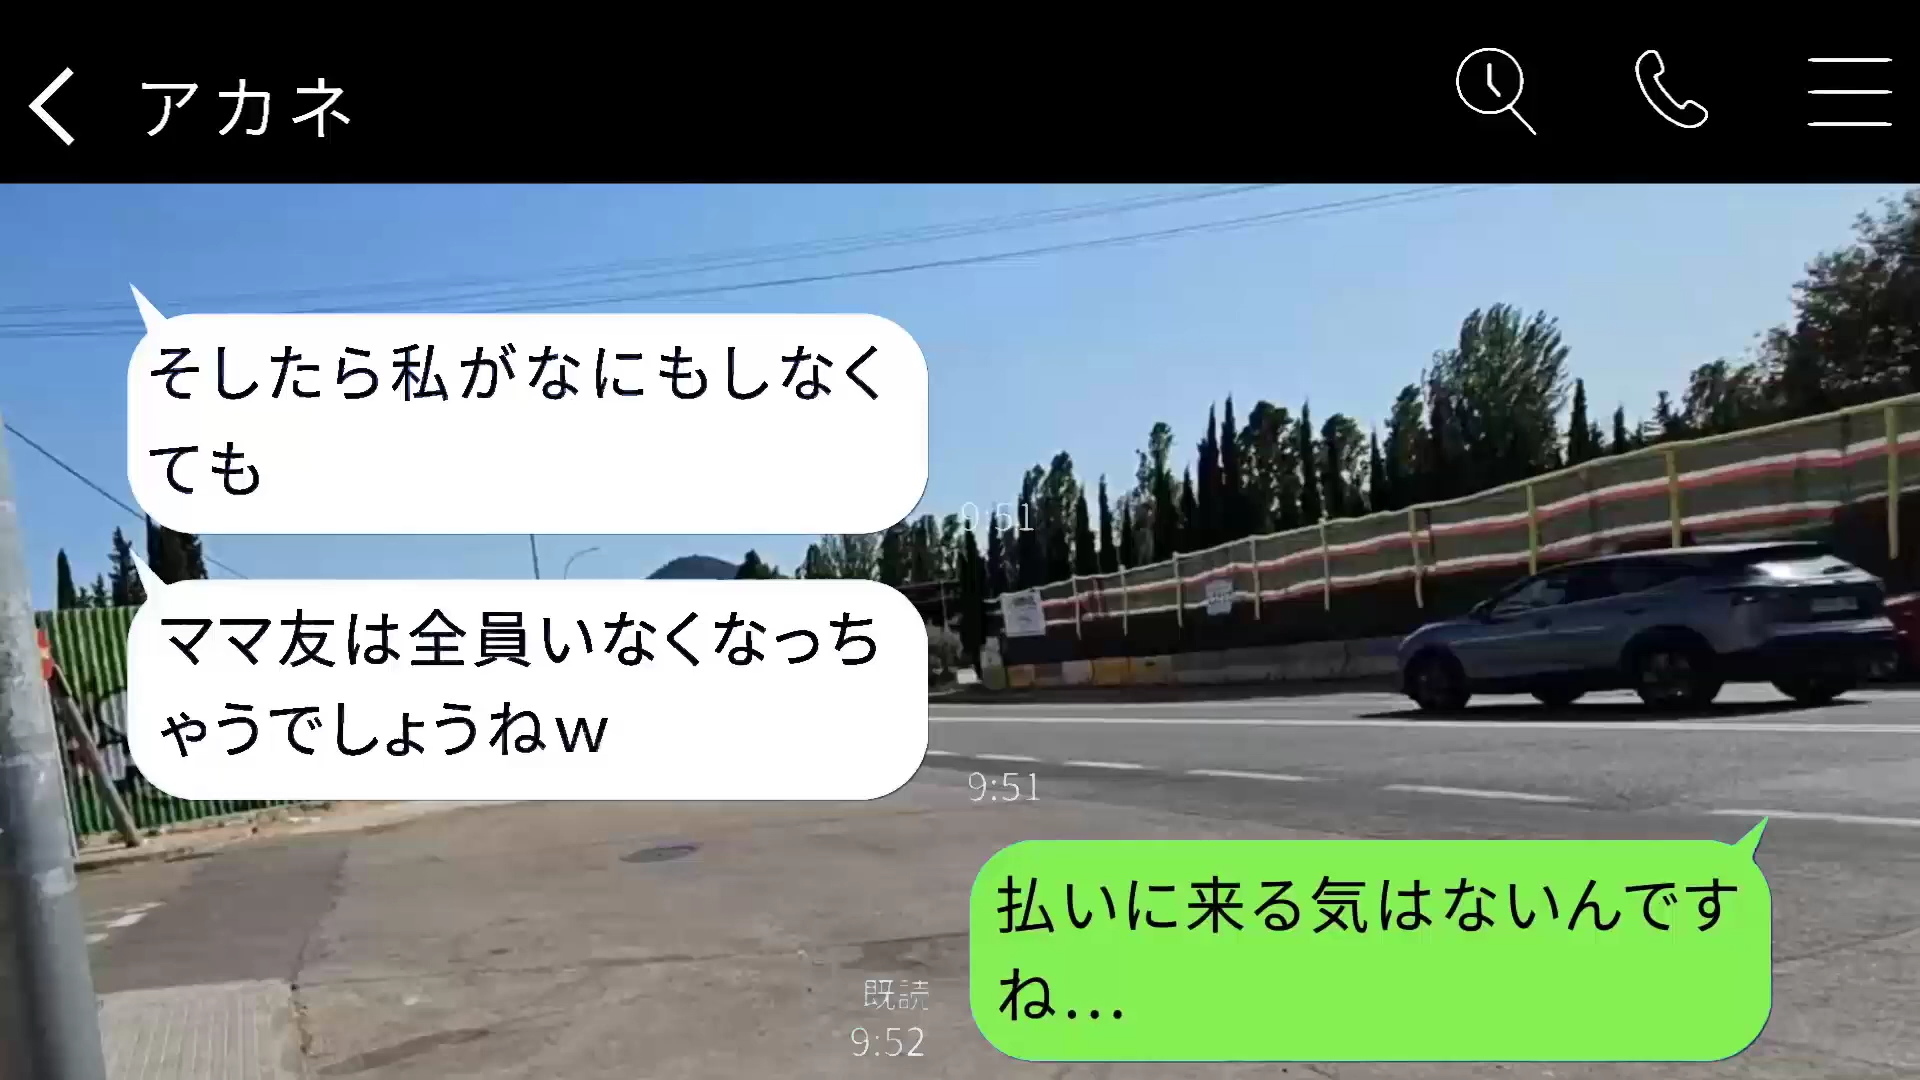 アカネ
そしたら私がなにもしなく
ても
9:51
ママ友は全員いなくなっち
ゃうでしょうねw
9:51
払いに来る気はないんです
ね...
既読
9:52